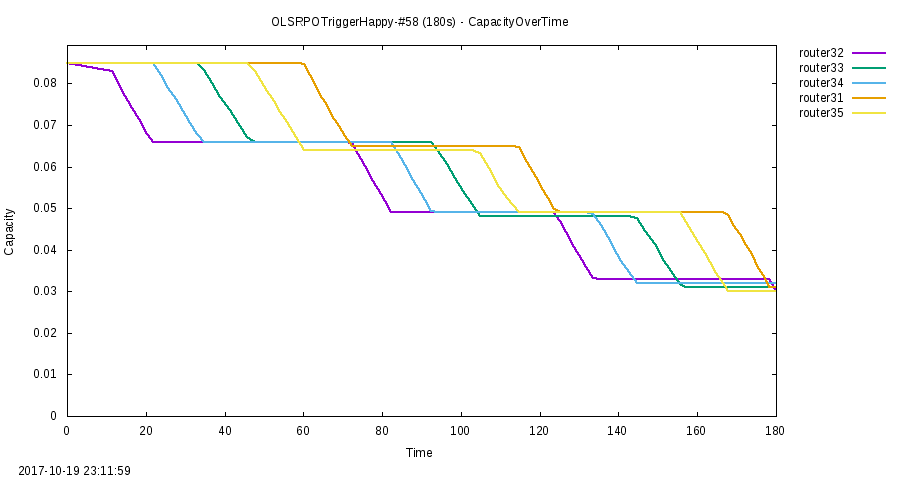 OLSRPOTriggerHappy-#58 (180s) - CapacityOverTime
router32
router33
router34
router31
router35
0.08
0.07
0.06
0.05
0.04
0.03
0.02
0.01
0
Capacity
0 20 40 60 80 100 120 140 160 180
Time
2017-10-19 23:11:59